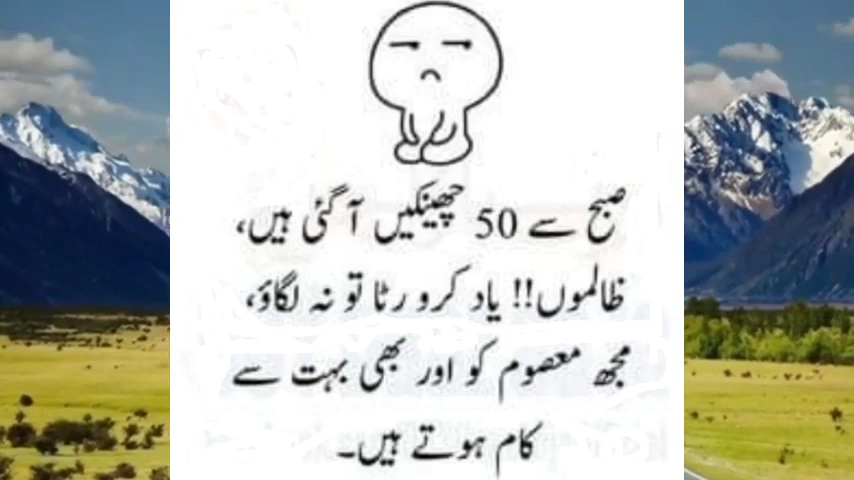 صبح سے 50 چھینکیں آ گئی ہیں،
ظالموں!! یاد کرو رٹا تو نہ لگاؤ،
مجھ معصوم کو اور بھی بہت سے
کام ہوتے ہیں۔